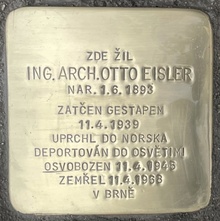 ZDE ŽIL
ING. ARCH. OTTO EISLER
NAR. 1.6.1893
ZATČEN GESTAPEM
11.4.1939
UPRCHL DO NORSKA
DEPORTOVÁN DO OSVĚTIMI
OSVOBOZEN 11.4.1945
ZEMŘEL 11.4.1968
V BRNĚ